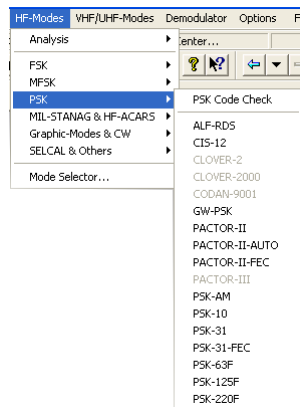 HF-Modes VHF/UHF-Modes Demodulator Options F
Analysis
Center...
FSK
MFSK
PSK
MIL-STANAG & HF-ACARS
Graphic-Modes & CW
SELCAL & Others
Mode Selector...
PSK Code Check
ALF-RDS
CIS-12
CLOVER-2
CLOVER-2000
CODAN-9001
GW-PSK
PACTOR-II
PACTOR-II-AUTO
PACTOR-II-FEC
PACTOR-III
PSK-AM
PSK-10
PSK-31
PSK-31-FEC
PSK-63F
PSK-125F
PSK-220F